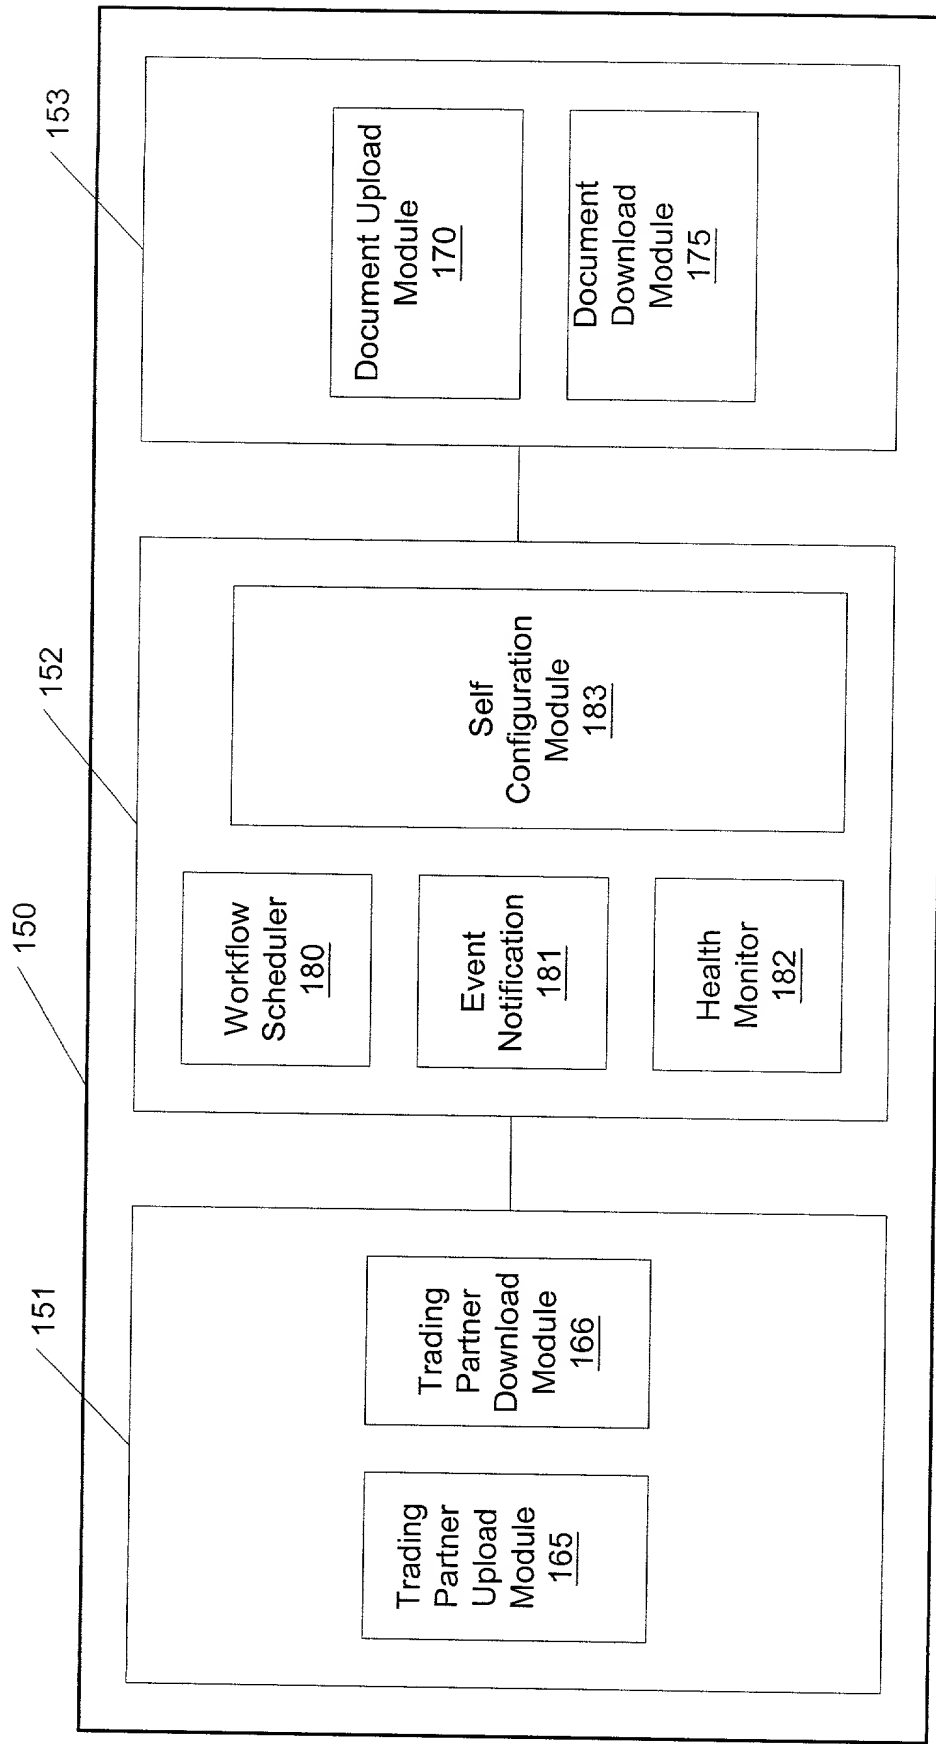 150
151
152
153
Trading
Partner
Upload
Module
165
Trading
Partner
Download
Module
166
Workflow
Scheduler
180
Event
Notification
181
Health
Monitor
182
Self
Configuration
Module
183
Document Upload
Module
170
Document
Download
Module
175